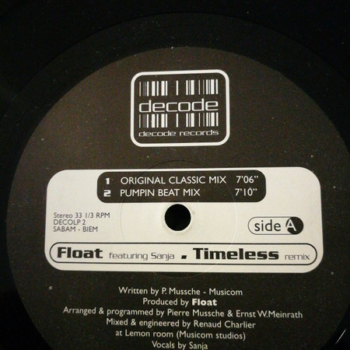 decode
decode records
1 ORIGINAL CLASSIC MIX 7'06"
2 PUMPIN BEAT MIX 7'10"
Stereo 33 1/3 RPM
DECOLP 2
SABAM - BIEM
side A
Float featuring Sanja . Timeless remix
Written by P. Mussche - Musicom
Produced by Float
Arranged & programmed by Pierre Mussche & Ernst W.Meinrath
Mixed & engineered by Renaud Charlier
at Lemon room (Musicom studios)
Vocals by Sanja